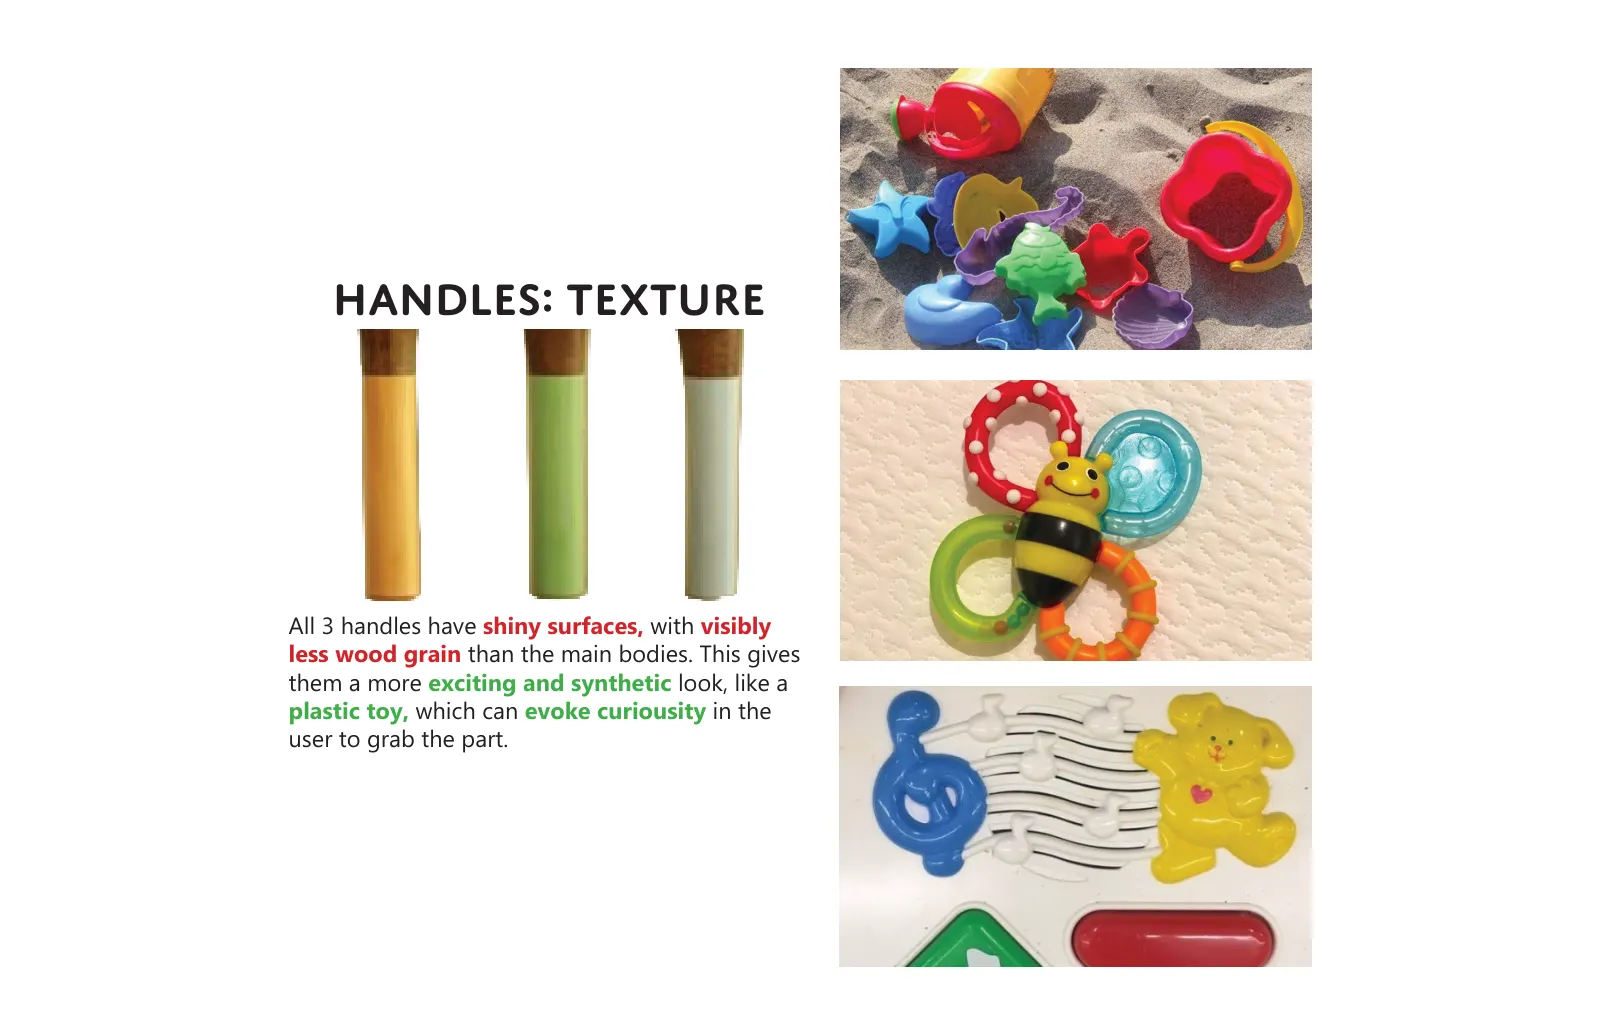 HANDLES: TEXTURE
All 3 handles have shiny surfaces, with visibly
less wood grain than the main bodies. This gives
them a more exciting and synthetic look, like a
plastic toy, which can evoke curiousity in the
user to grab the part.